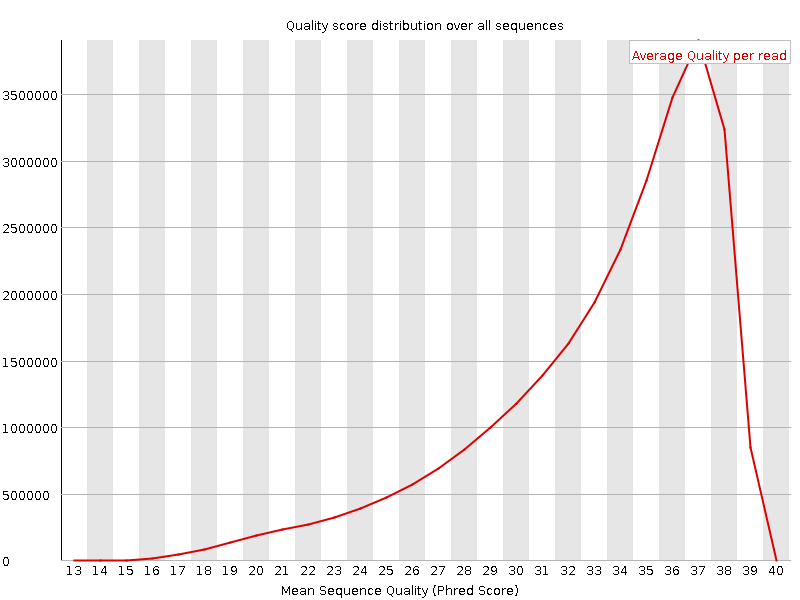 Quality score distribution over all sequences
Average Quality per read
3500000
3000000
2500000
2000000
1500000
1000000
500000
0
13 14 15 16 17 18 19 20 21 22 23 24 25 26 27 28 29 30 31 32 33 34 35 36 37 38 39 40
Mean Sequence Quality (Phred Score)